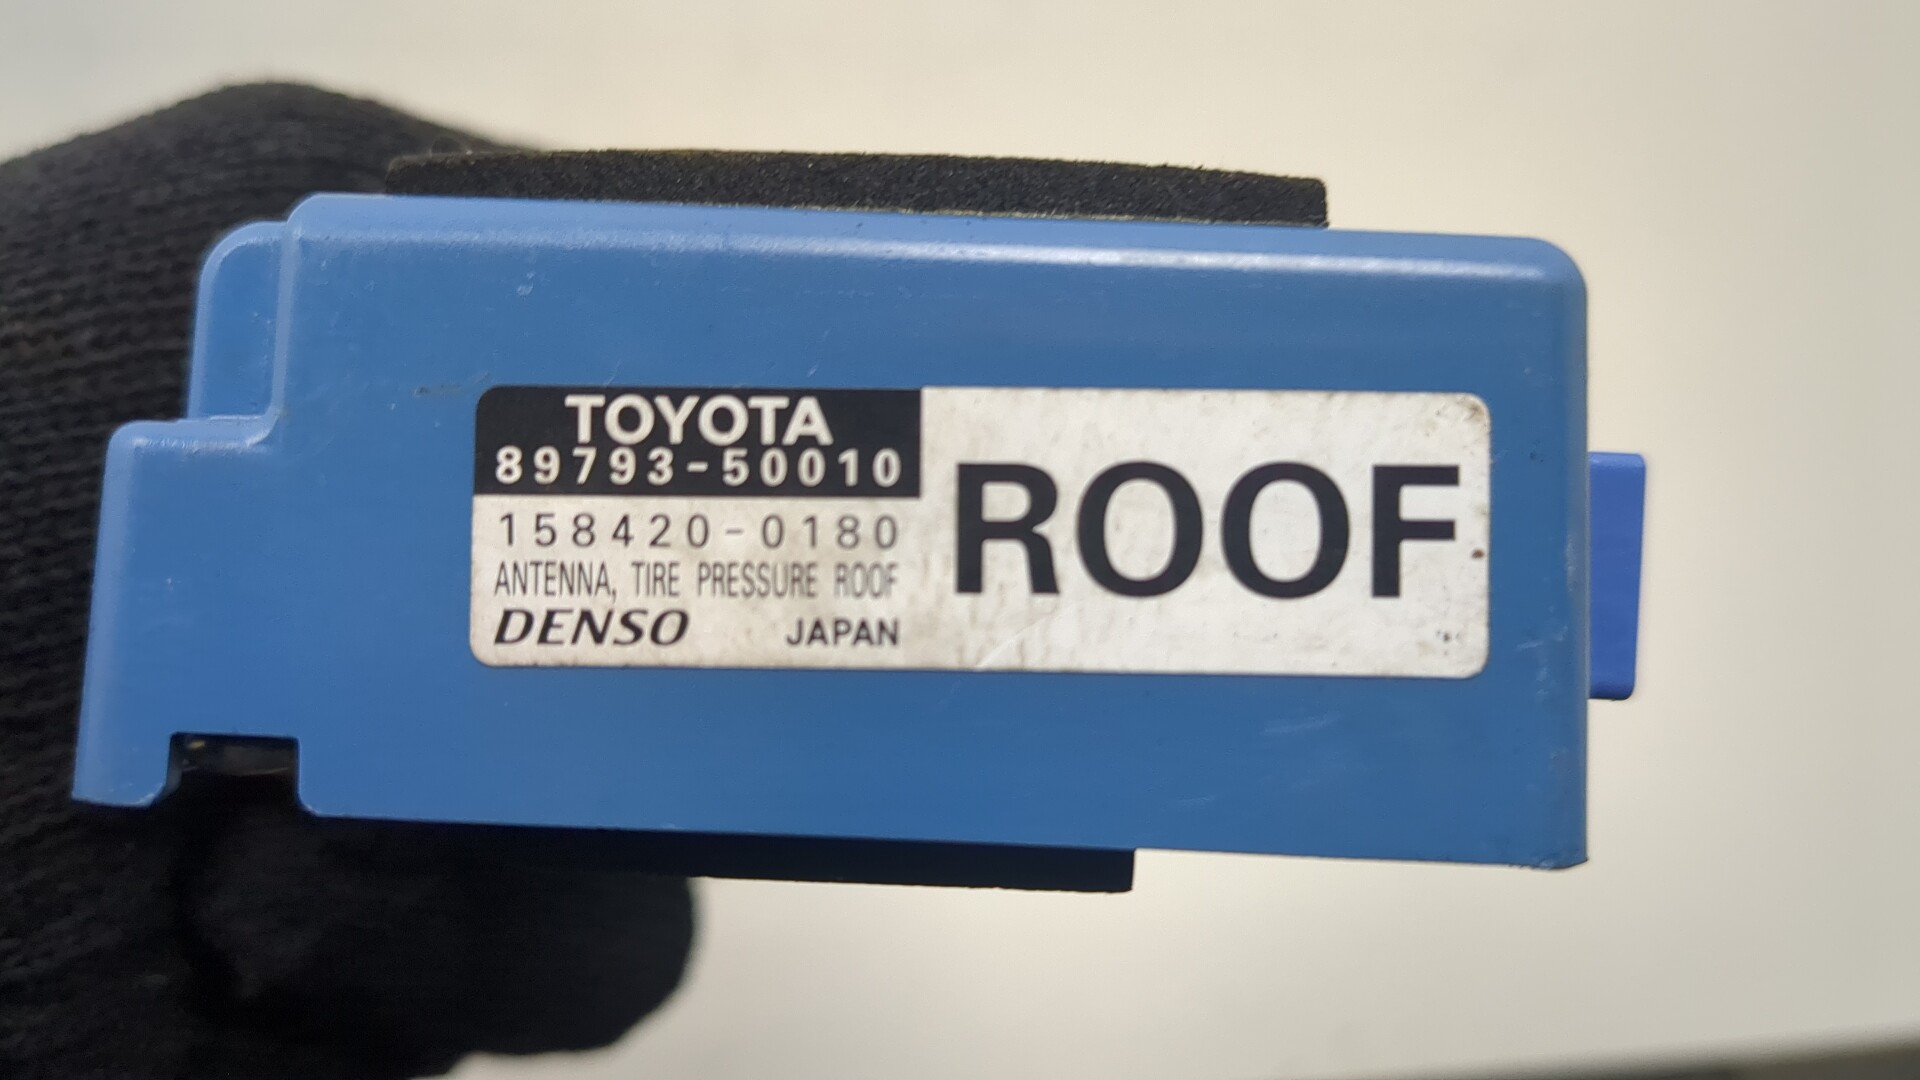 TOYOTA
89793-50010
158420-0180
ANTENNA, TIRE PRESSURE ROOF
DENSO JAPAN
ROOF